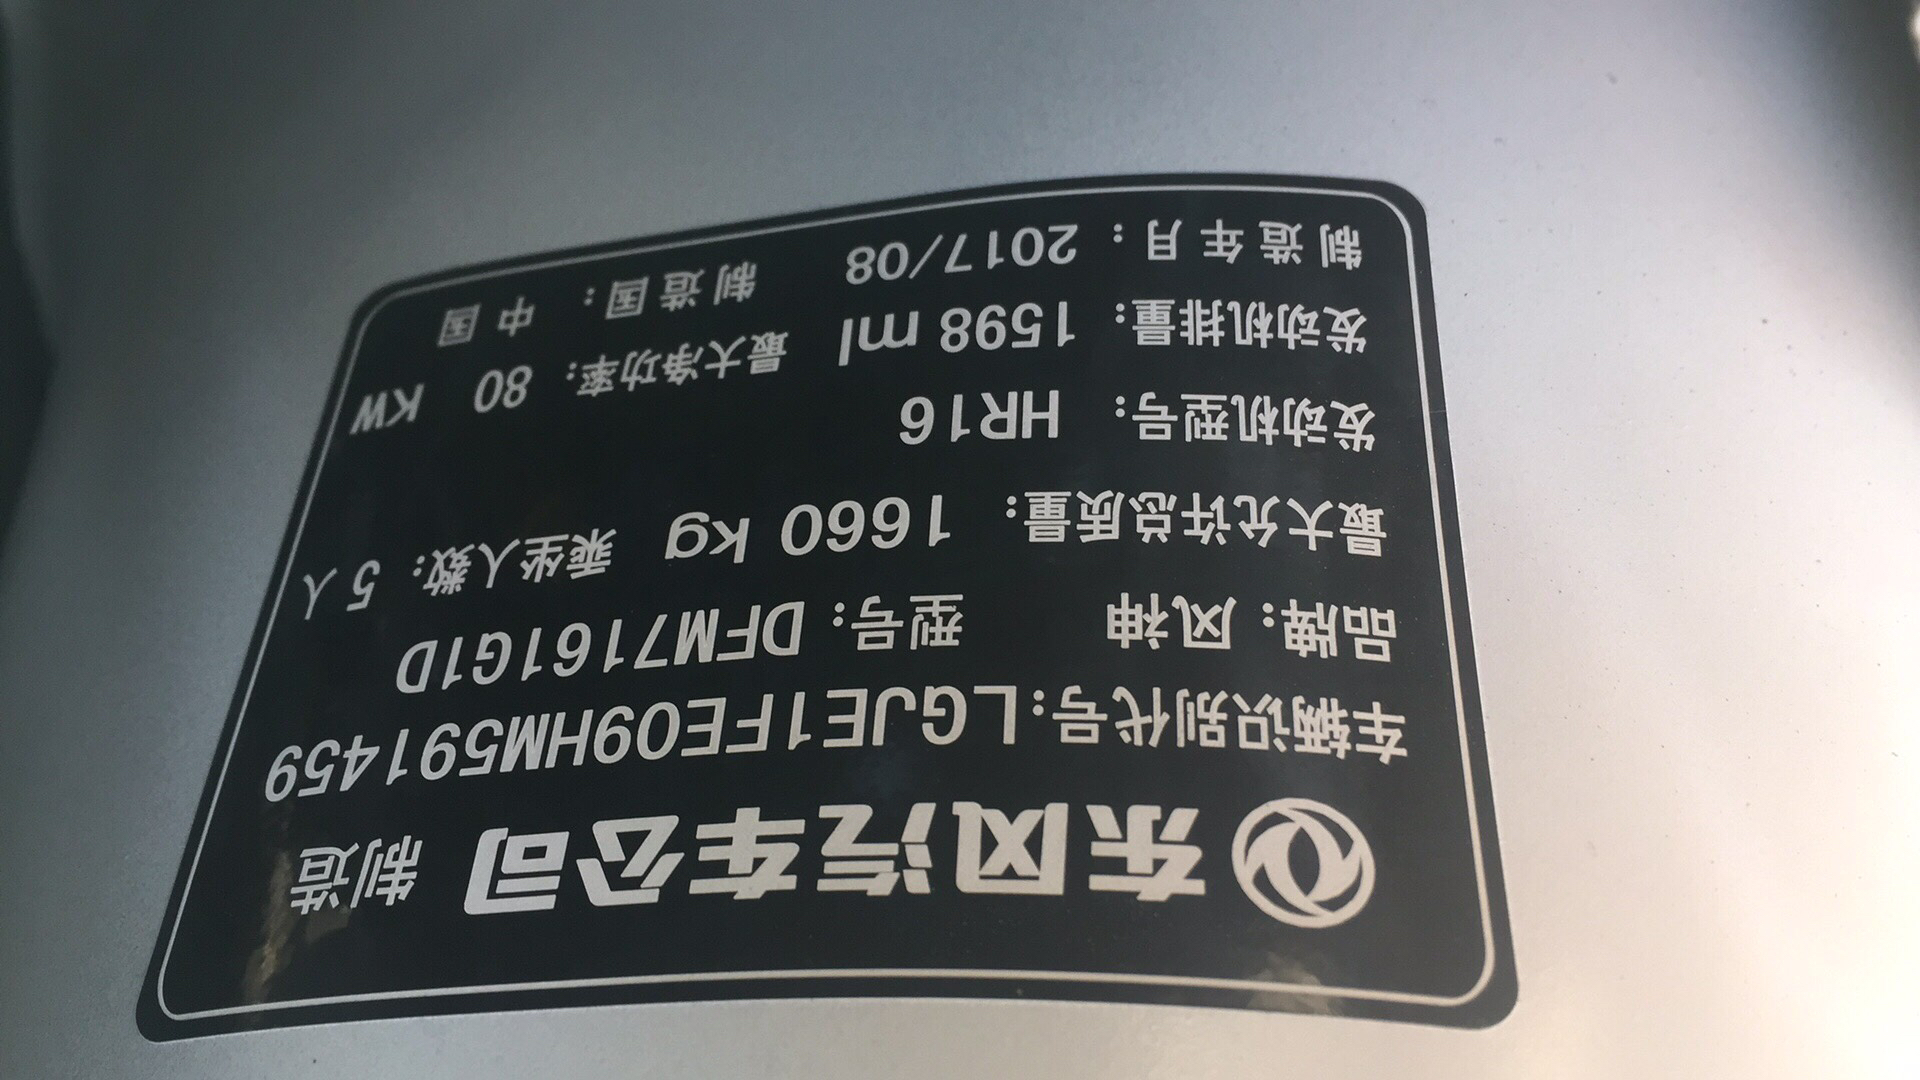 东风汽车公司 制造
车辆识别代号:LGJE1FE09HM591459
品牌:风神 型号:DFM7161G1D
最大允许总质量:1660 kg 乘坐人数:5人
发动机型号:HR16
发动机排量:1598 ml 最大净功率:80 KW
制造年月:2017/08 制造国:中国